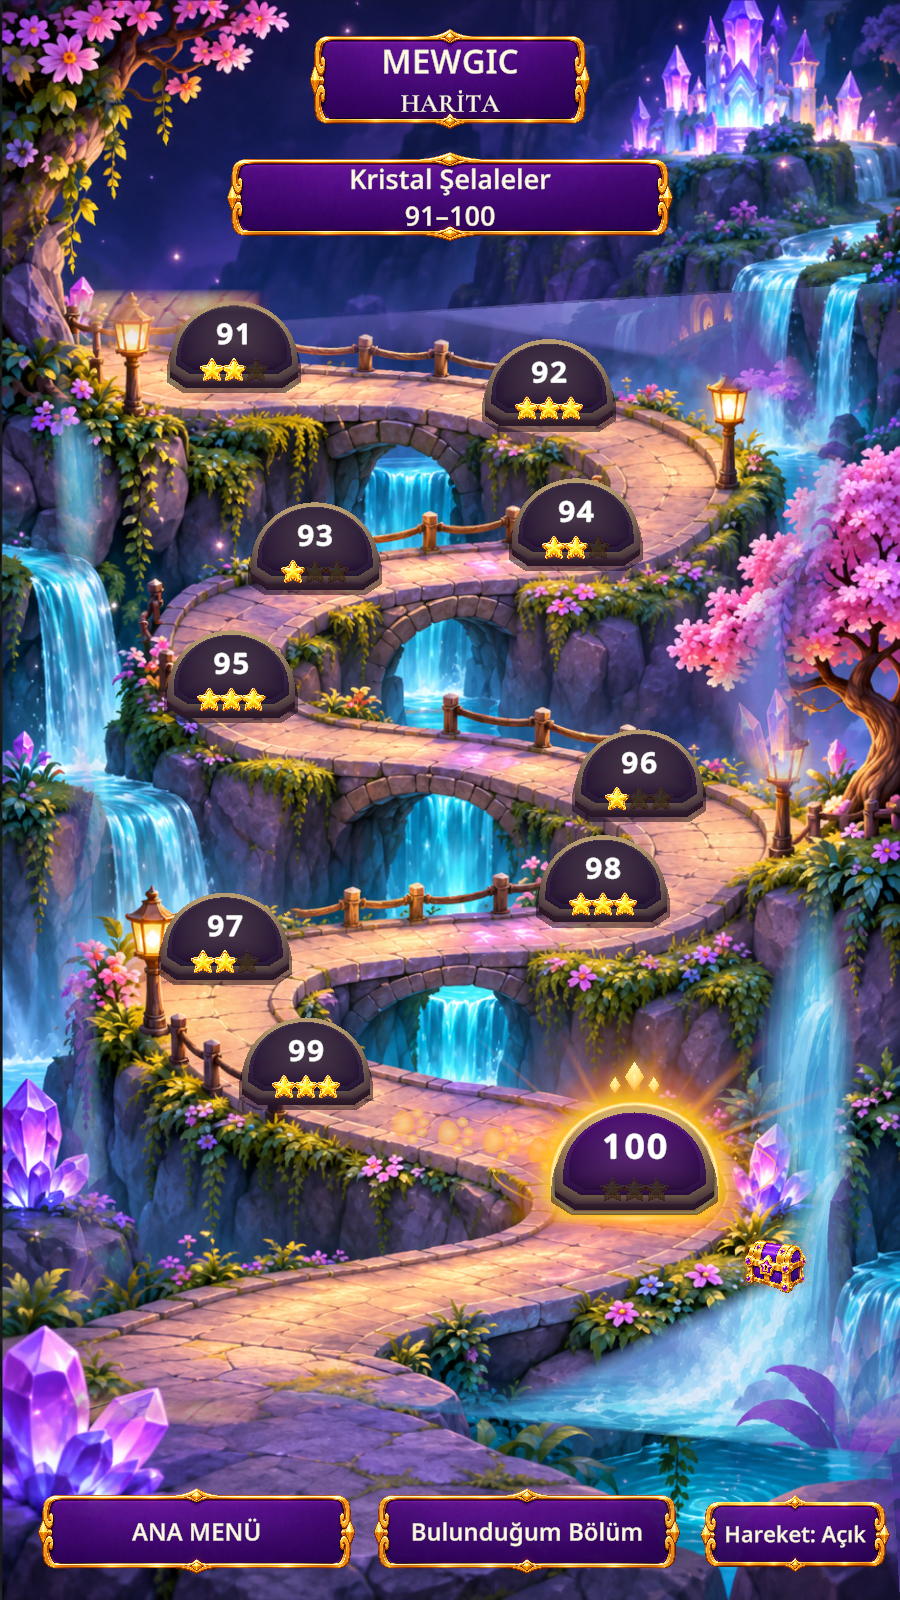 MEWGIC
HARİTA
Kristal Şelaleler
91–100
91
92
93
94
95
96
97
98
99
100
ANA MENÜ
Bulunduğum Bölüm
Hareket: Açık